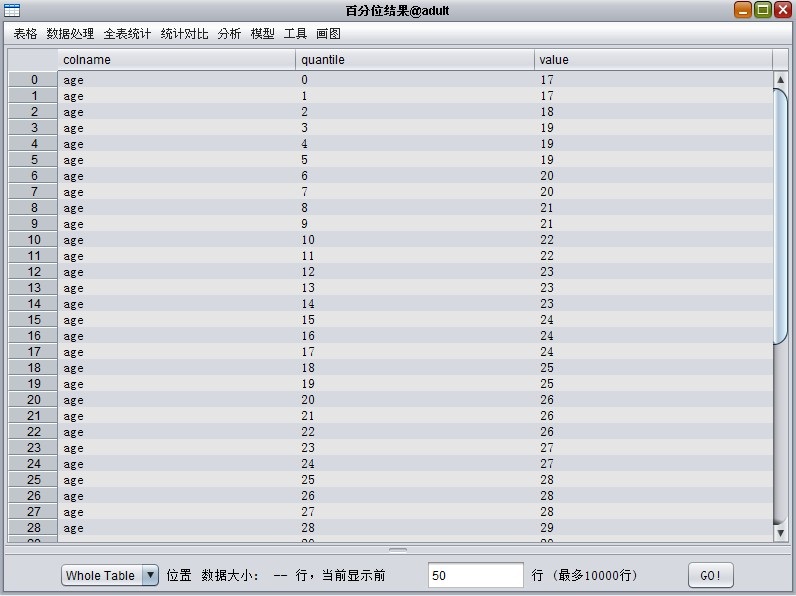 百分位结果@adult
表格 数据处理 全表统计 统计对比 分析 模型 工具 画图
colname quantile value
0 age 0 17
1 age 1 17
2 age 2 18
3 age 3 19
4 age 4 19
5 age 5 19
6 age 6 20
7 age 7 20
8 age 8 21
9 age 9 21
10 age 10 22
11 age 11 22
12 age 12 23
13 age 13 23
14 age 14 23
15 age 15 24
16 age 16 24
17 age 17 24
18 age 18 25
19 age 19 25
20 age 20 26
21 age 21 26
22 age 22 26
23 age 23 27
24 age 24 27
25 age 25 28
26 age 26 28
27 age 27 28
28 age 28 29
Whole Table 位置 数据大小: -- 行，当前显示前 50 行 (最多10000行) GO!